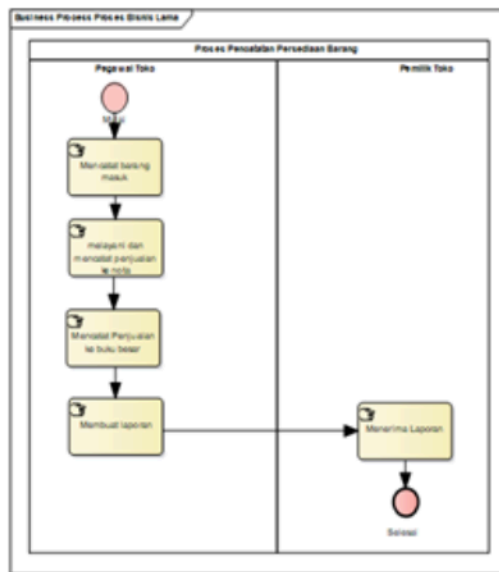 Business Process Proses Bisnis Lama
Proses Pencatatan Persediaan Barang
Pegawai Toko
Pemilik Toko
Mulai
Mencatat barang
masuk
melayani dan
mencatat penjualan
ke nota
Mencatat Penjualan
ke buku besar
Membuat laporan
Menerima Laporan
Selesai